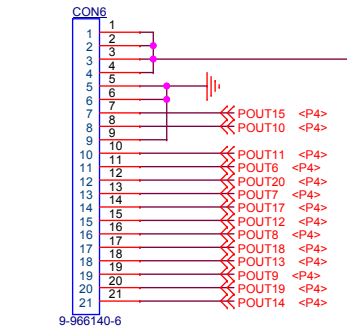 CON6
1 1
2 2
3 3
4 4
5 5
6 6
7 7 POUT15 <P4>
8 8 POUT10 <P4>
9 9
10 10 POUT11 <P4>
11 11 POUT6 <P4>
12 12 POUT20 <P4>
13 13 POUT7 <P4>
14 14 POUT17 <P4>
15 15 POUT12 <P4>
16 16 POUT8 <P4>
17 17 POUT18 <P4>
18 18 POUT13 <P4>
19 19 POUT9 <P4>
20 20 POUT19 <P4>
21 21 POUT14 <P4>
9-966140-6